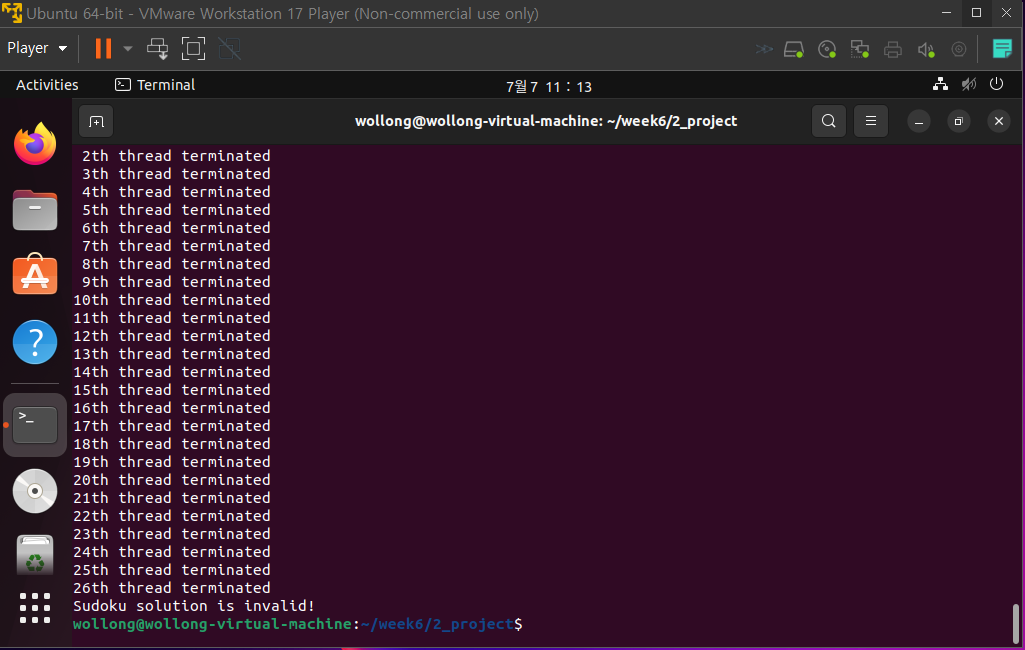 Ubuntu 64-bit - VMware Workstation 17 Player (Non-commercial use only)
Player
Activities
Terminal
7월 7 11 : 13
wollong@wollong-virtual-machine: ~/week6/2_project
2th thread terminated
3th thread terminated
4th thread terminated
5th thread terminated
6th thread terminated
7th thread terminated
8th thread terminated
9th thread terminated
10th thread terminated
11th thread terminated
12th thread terminated
13th thread terminated
14th thread terminated
15th thread terminated
16th thread terminated
17th thread terminated
18th thread terminated
19th thread terminated
20th thread terminated
21th thread terminated
22th thread terminated
23th thread terminated
24th thread terminated
25th thread terminated
26th thread terminated
Sudoku solution is invalid!
wollong@wollong-virtual-machine:~/week6/2_project$